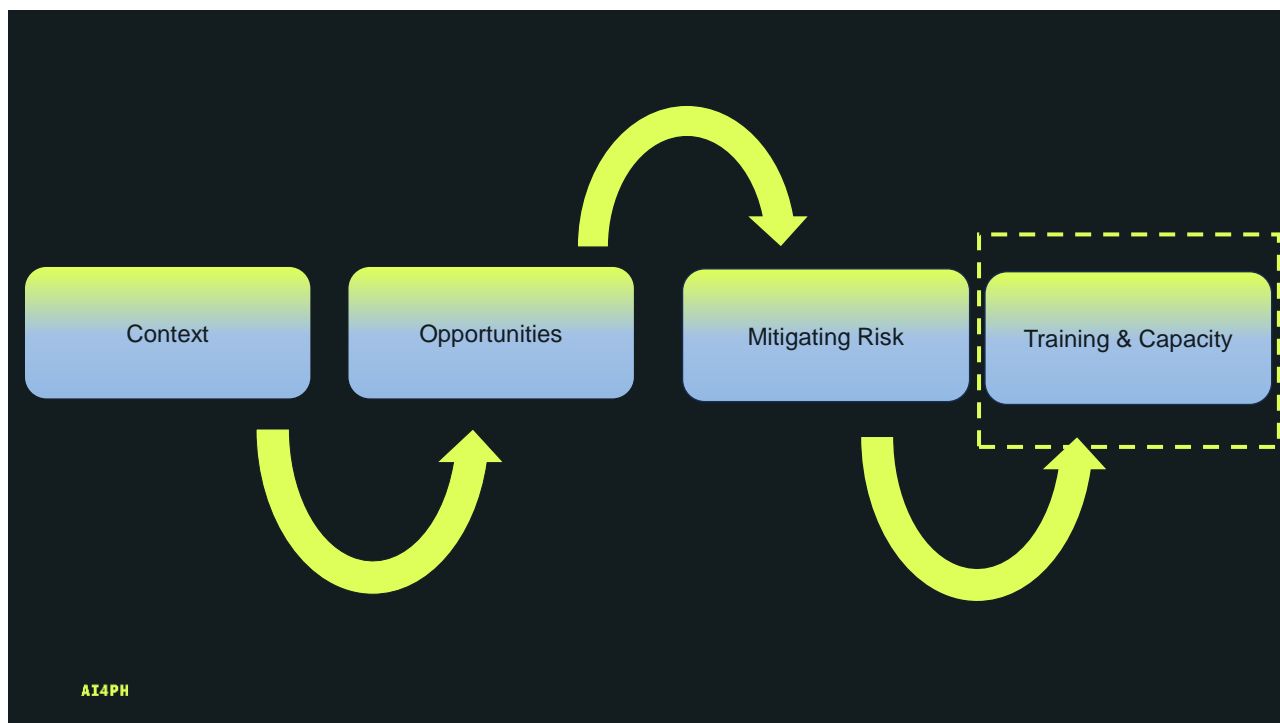 Context
Opportunities
Mitigating Risk
Training & Capacity
AI4PH